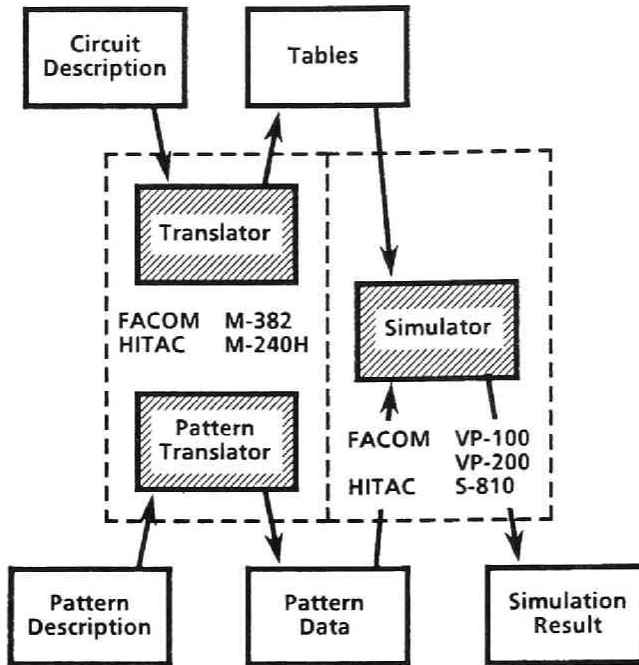 Circuit
Description
Tables
Translator
FACOM M-382
HITAC M-240H
Simulator
Pattern
Translator
FACOM VP-100
VP-200
HITAC S-810
Pattern
Description
Pattern
Data
Simulation
Result